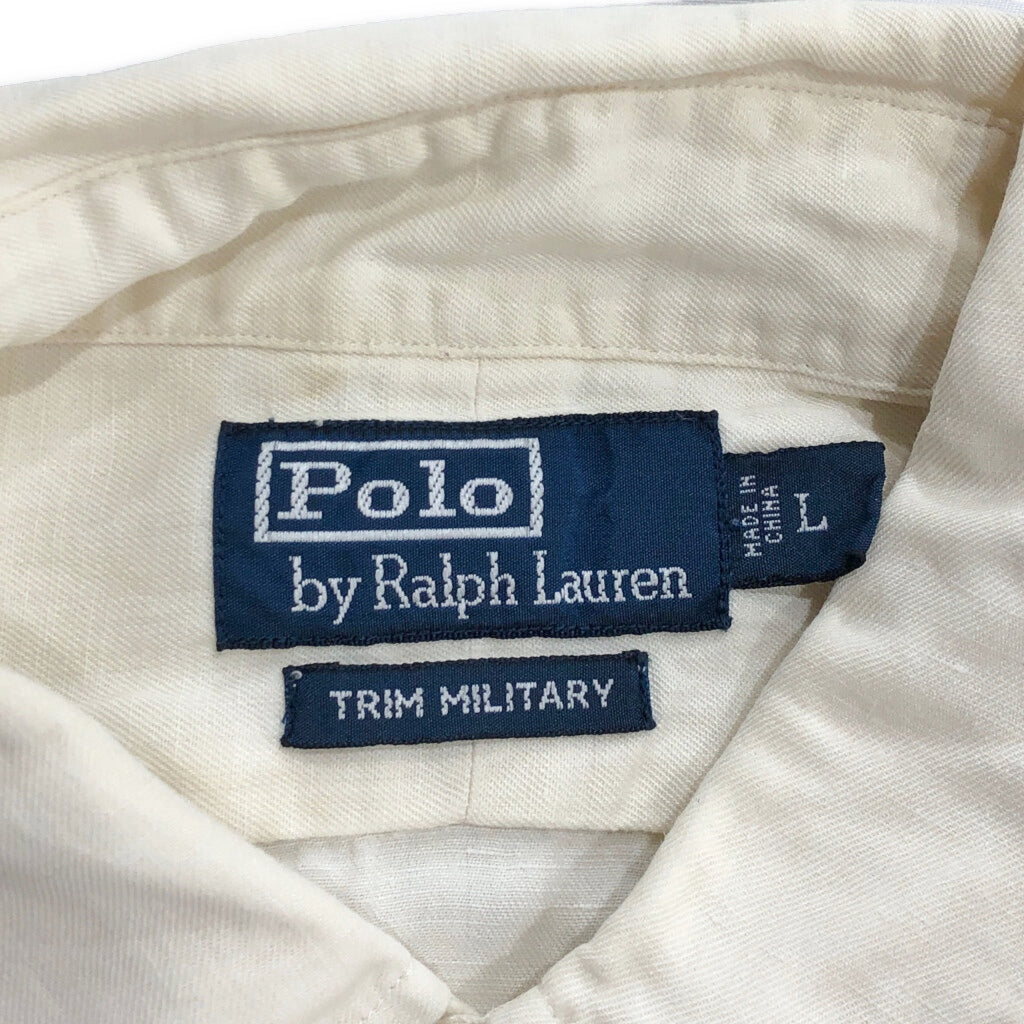 Polo
by Ralph Lauren
MADE IN
CHINA
L
TRIM MILITARY